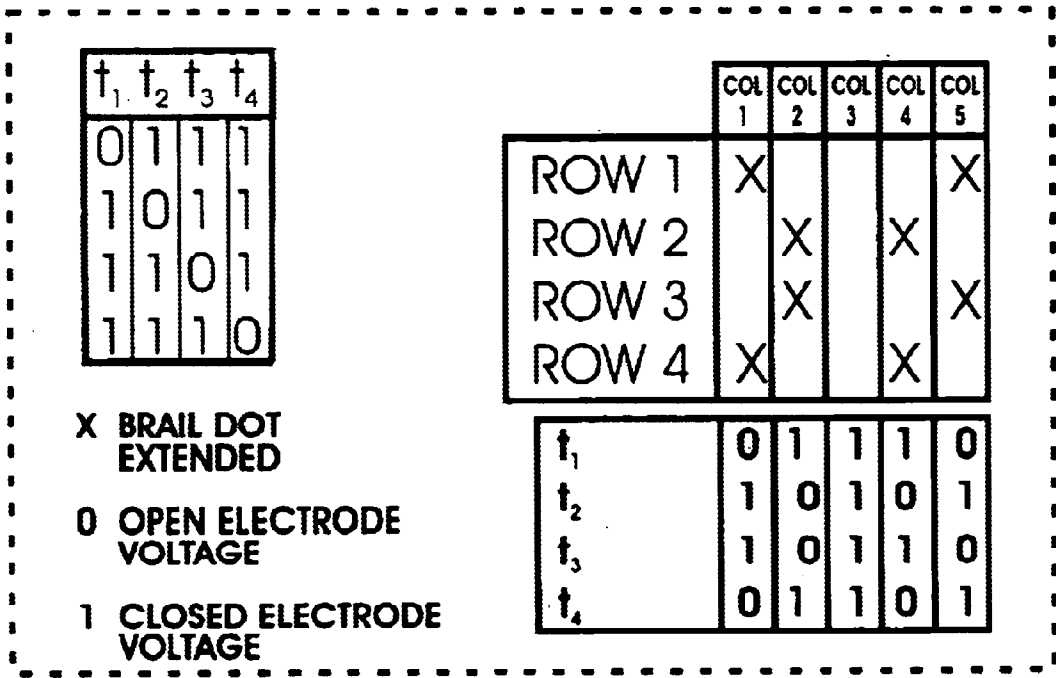 t1 t2 t3 t4
0 1 1 1
1 0 1 1
1 1 0 1
1 1 1 0
X BRAIL DOT
EXTENDED
0 OPEN ELECTRODE
VOLTAGE
1 CLOSED ELECTRODE
VOLTAGE
COL COL COL COL COL
1 2 3 4 5
ROW 1 X X
ROW 2 X X
ROW 3 X X
ROW 4 X X
t1 0 1 1 1 0
t2 1 0 1 0 1
t3 1 0 1 1 0
t4 0 1 1 0 1